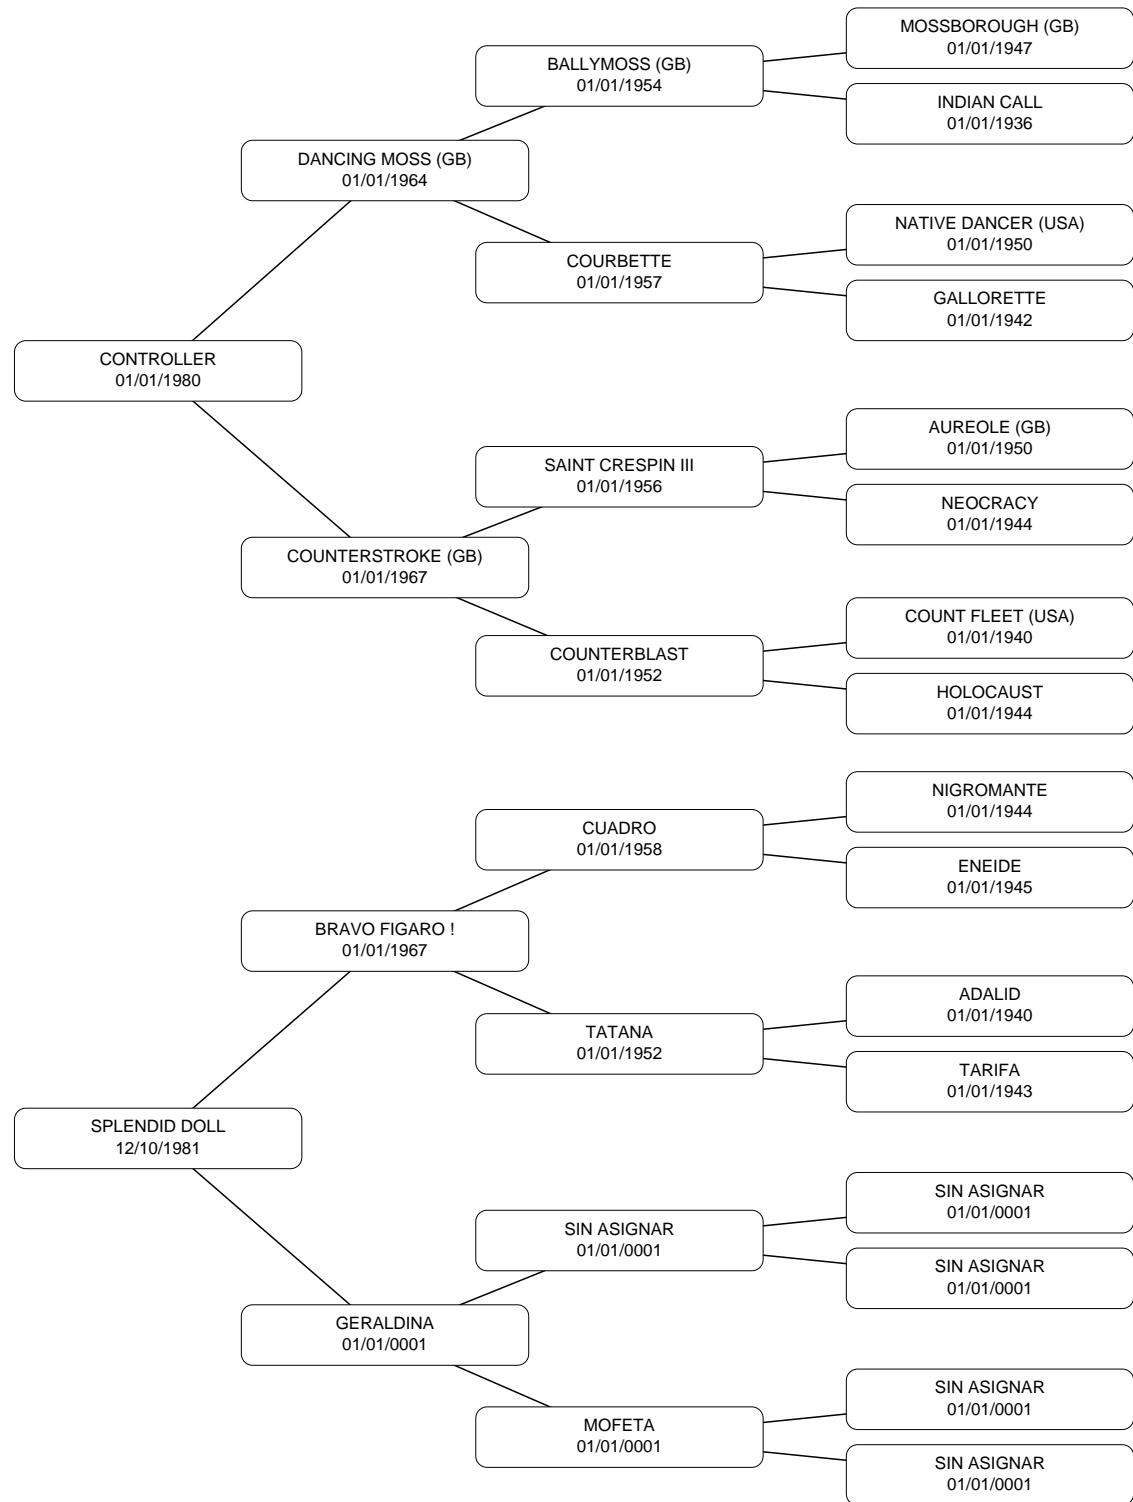 MOSSBOROUGH (GB)
01/01/1947
BALLYMOSS (GB)
01/01/1954
INDIAN CALL
01/01/1936
DANCING MOSS (GB)
01/01/1964
NATIVE DANCER (USA)
01/01/1950
COURBETTE
01/01/1957
GALLORETTE
01/01/1942
CONTROLLER
01/01/1980
AUREOLE (GB)
01/01/1950
SAINT CRESPIN III
01/01/1956
NEOCRACY
01/01/1944
COUNTERSTROKE (GB)
01/01/1967
COUNT FLEET (USA)
01/01/1940
COUNTERBLAST
01/01/1952
HOLOCAUST
01/01/1944
NIGROMANTE
01/01/1944
CUADRO
01/01/1958
ENEIDE
01/01/1945
BRAVO FIGARO !
01/01/1967
ADALID
01/01/1940
TATANA
01/01/1952
TARIFA
01/01/1943
SPLENDID DOLL
12/10/1981
SIN ASIGNAR
01/01/0001
SIN ASIGNAR
01/01/0001
SIN ASIGNAR
01/01/0001
GERALDINA
01/01/0001
SIN ASIGNAR
01/01/0001
MOFETA
01/01/0001
SIN ASIGNAR
01/01/0001